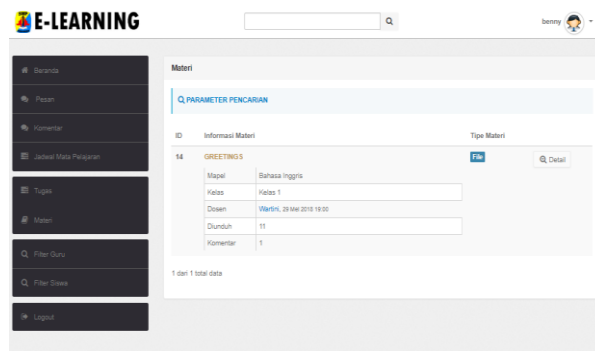 E-LEARNING
benny
Beranda
Pesan
Komentar
Jadwal Mata Pelajaran
Tugas
Materi
Filter Guru
Filter Siswa
Logout
Materi
PARAMETER PENCARIAN
ID Informasi Materi Tipe Materi
14 GREETINGS File Detail
Mapel Bahasa Inggris
Kelas Kelas 1
Dosen Wartini, 29 Mei 2018 19:00
Diunduh 11
Komentar 1
1 dari 1 total data